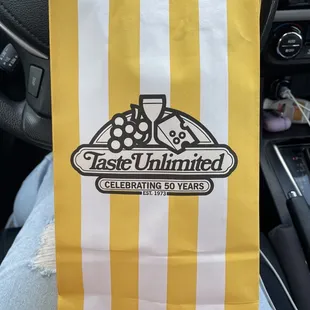 Taste Unlimited
CELEBRATING 50 YEARS
EST. 1973